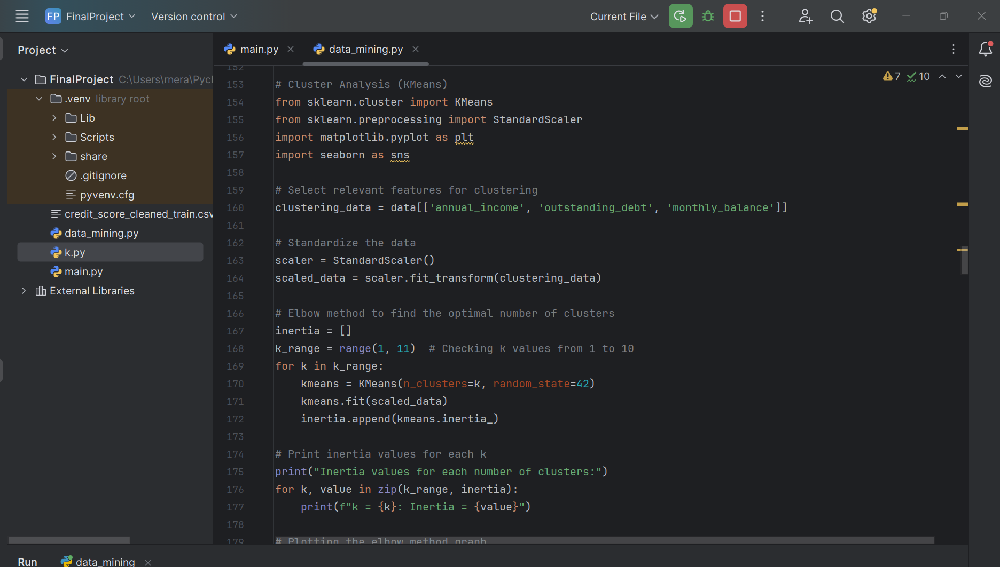 FP FinalProject Version control Current File
Project
main.py
data_mining.py
FinalProject C:\Users\rnera\Pycl
.venv library root
Lib
Scripts
share
.gitignore
pyvenv.cfg
credit_score_cleaned_train.csv
data_mining.py
k.py
main.py
External Libraries
7 10
152
153 # Cluster Analysis (KMeans)
154 from sklearn.cluster import KMeans
155 from sklearn.preprocessing import StandardScaler
156 import matplotlib.pyplot as plt
157 import seaborn as sns
158
159 # Select relevant features for clustering
160 clustering_data = data[['annual_income', 'outstanding_debt', 'monthly_balance']]
161
162 # Standardize the data
163 scaler = StandardScaler()
164 scaled_data = scaler.fit_transform(clustering_data)
165
166 # Elbow method to find the optimal number of clusters
167 inertia = []
168 k_range = range(1, 11)  # Checking k values from 1 to 10
169 for k in k_range:
170     kmeans = KMeans(n_clusters=k, random_state=42)
171     kmeans.fit(scaled_data)
172     inertia.append(kmeans.inertia_)
173
174 # Print inertia values for each k
175 print("Inertia values for each number of clusters:")
176 for k, value in zip(k_range, inertia):
177     print(f"k = {k}: Inertia = {value}")
178
179 # Plotting the elbow method graph
Run data_mining